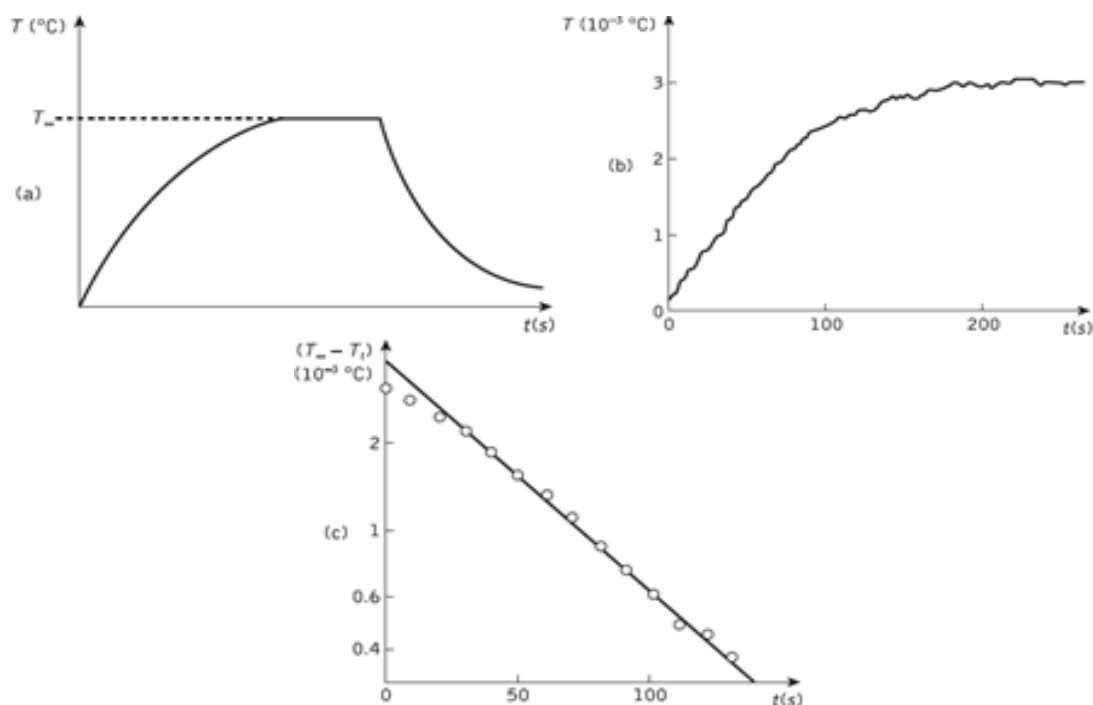 T (°C)
T∞
(a)
t(s)
T (10⁻³ °C)
3
2
(b)
1
0
0
100
200
t(s)
(T∞ – Tₜ)
(10⁻³ °C)
2
(c)
1
0.6
0.4
0
50
100
t(s)